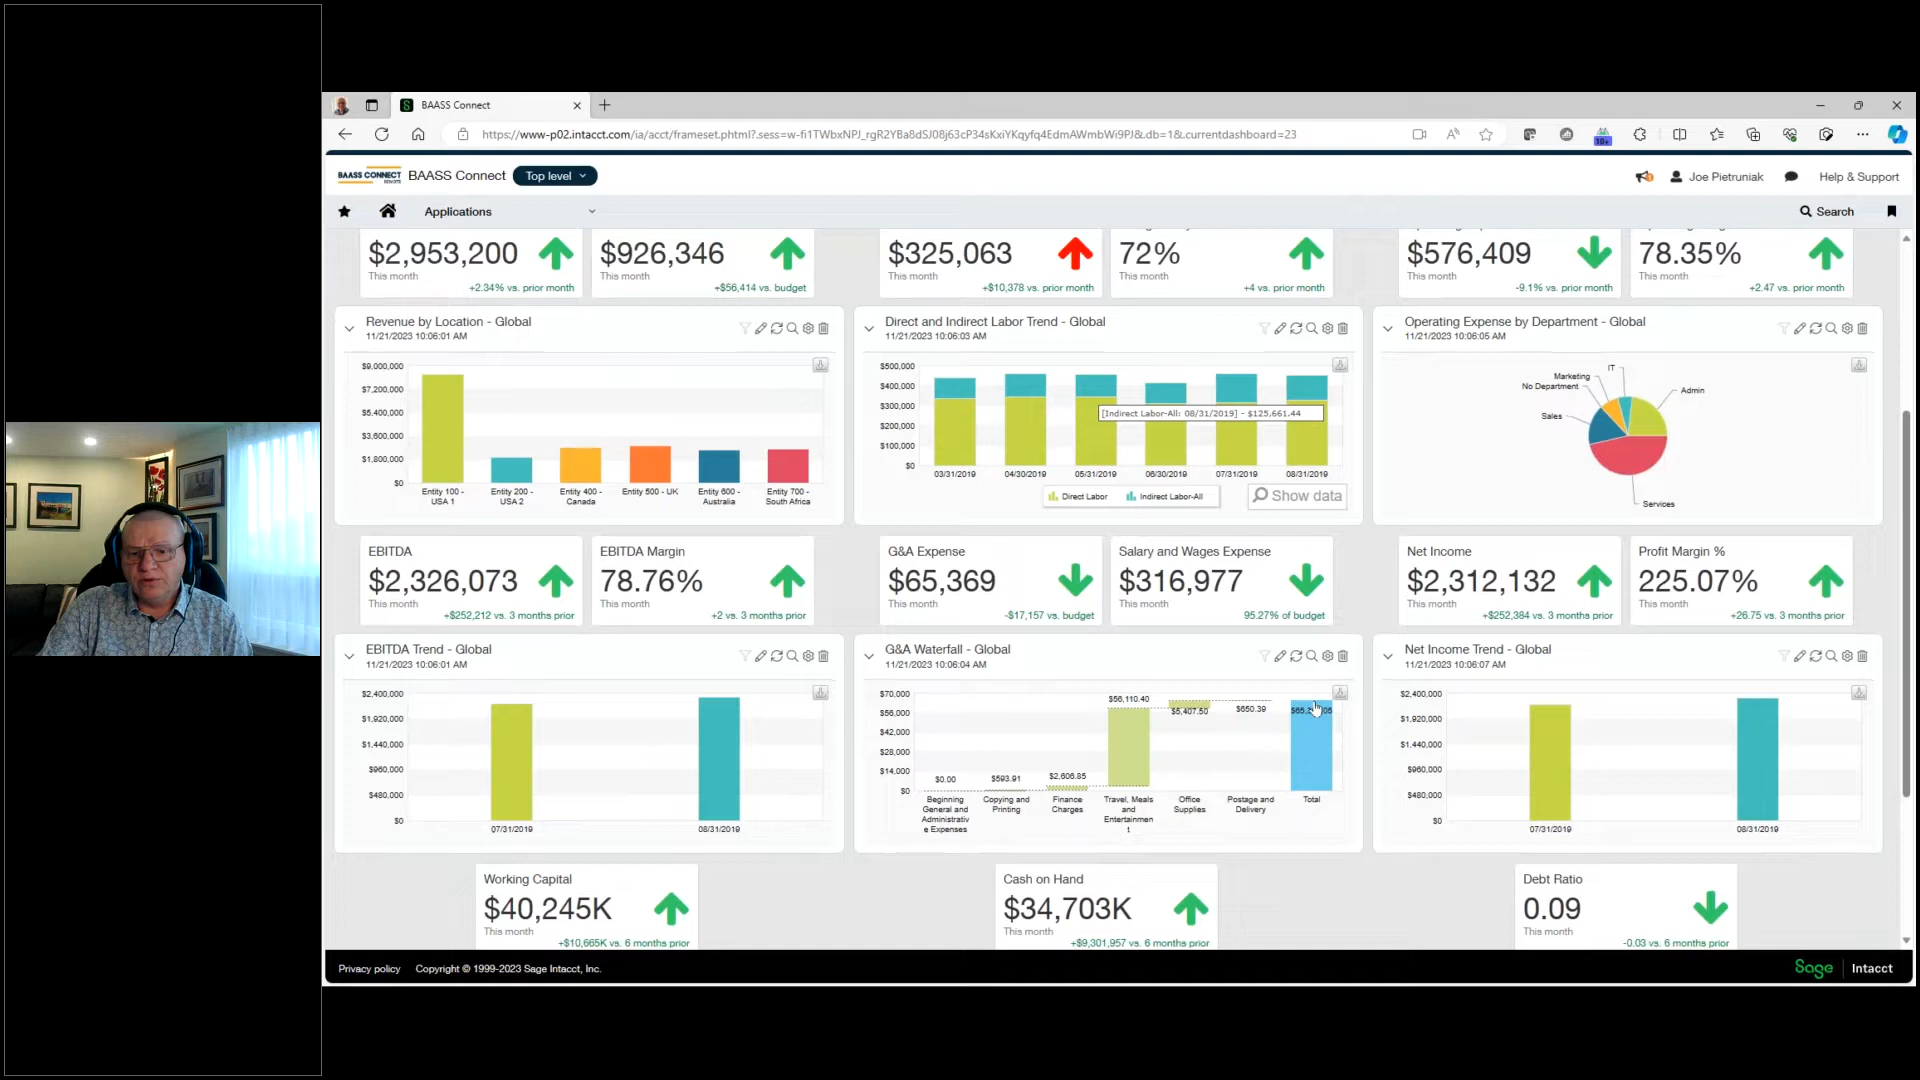 BAASS Connect
https://www-p02.intacct.com/ia/acct/frameset.phtml?.sess=w-fi1TWbxNPJ_rgR2YBa8dSJ08j63cP34sKxiYKqyfq4EdmAWmbWi9PJ&.db=1&.currentdashboard=23
10+
BAASS CONNECT
BAASS Connect
Top level
Joe Pietruniak
Help & Support
Applications
Search
$2,953,200
This month
+2.34% vs. prior month
$926,346
This month
+$56,414 vs. budget
$325,063
This month
+$10,378 vs. prior month
72%
This month
+4 vs. prior month
$576,409
This month
-9.1% vs. prior month
78.35%
This month
+2.47 vs. prior month
Revenue by Location - Global
11/21/2023 10:06:01 AM
$9,000,000
$7,200,000
$5,400,000
$3,600,000
$1,800,000
$0
Entity 100 - USA 1
Entity 200 - USA 2
Entity 400 - Canada
Entity 500 - UK
Entity 600 - Australia
Entity 700 - South Africa
Direct and Indirect Labor Trend - Global
11/21/2023 10:06:03 AM
$500,000
$400,000
$300,000
$200,000
$100,000
$0
[Indirect Labor-All: 08/31/2019] - $125,661.44
03/31/2019
04/30/2019
05/31/2019
06/30/2019
07/31/2019
08/31/2019
Direct Labor
Indirect Labor-All
Show data
Operating Expense by Department - Global
11/21/2023 10:06:05 AM
IT
Marketing
No Department
Admin
Sales
Services
EBITDA
$2,326,073
This month
+$252,212 vs. 3 months prior
EBITDA Margin
78.76%
This month
+2 vs. 3 months prior
G&A Expense
$65,369
This month
-$17,157 vs. budget
Salary and Wages Expense
$316,977
This month
95.27% of budget
Net Income
$2,312,132
This month
+$252,384 vs. 3 months prior
Profit Margin %
225.07%
This month
+26.75 vs. 3 months prior
EBITDA Trend - Global
11/21/2023 10:06:01 AM
$2,400,000
$1,920,000
$1,440,000
$960,000
$480,000
$0
07/31/2019
08/31/2019
G&A Waterfall - Global
11/21/2023 10:06:04 AM
$70,000
$56,000
$42,000
$28,000
$14,000
$0
$0.00
$593.91
$2,606.85
$56,110.40
$5,407.50
$650.39
Beginning
General and
Administrativ
e Expenses
Copying and
Printing
Finance
Charges
Travel, Meals
and
Entertainmen
t
Office
Supplies
Postage and
Delivery
Total
Net Income Trend - Global
11/21/2023 10:06:07 AM
$2,400,000
$1,920,000
$1,440,000
$960,000
$480,000
$0
07/31/2019
08/31/2019
Working Capital
$40,245K
This month
+$10,665K vs. 6 months prior
Cash on Hand
$34,703K
This month
+$9,301,957 vs. 6 months prior
Debt Ratio
0.09
This month
-0.03 vs. 6 months prior
Privacy policy
Copyright © 1999-2023 Sage Intacct, Inc.
Sage
Intacct